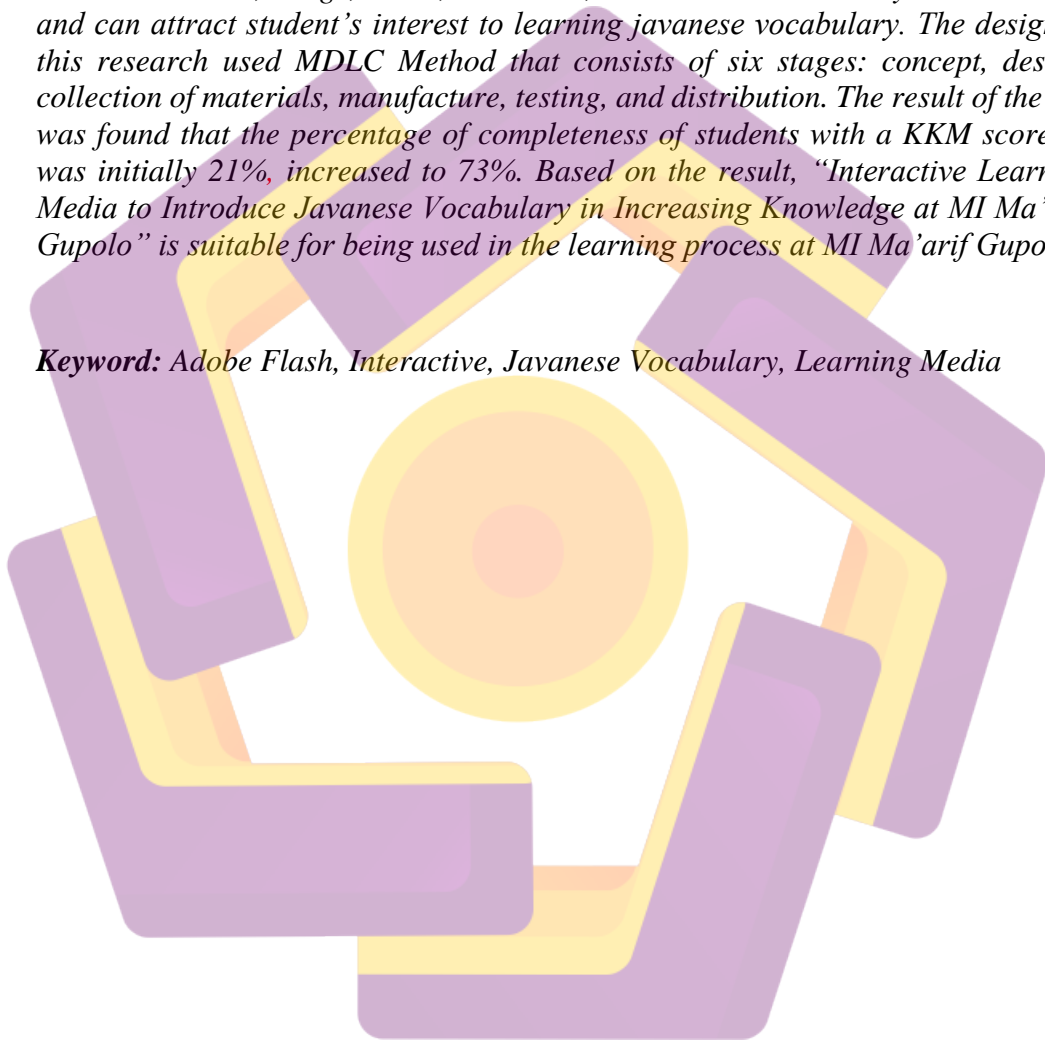 and can attract student’s interest to learning javanese vocabulary. The design
this research used MDLC Method that consists of six stages: concept, des
collection of materials, manufacture, testing, and distribution. The result of the
was found that the percentage of completeness of students with a KKM score
was initially 21%, increased to 73%. Based on the result, “Interactive Learn
Media to Introduce Javanese Vocabulary in Increasing Knowledge at MI Ma’
Gupolo” is suitable for being used in the learning process at MI Ma’arif Gupo
Keyword: Adobe Flash, Interactive, Javanese Vocabulary, Learning Media